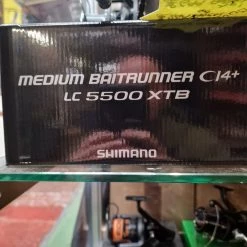 MEDIUM BAITRUNNER CI4+
LC 5500 XTB
SHIMANO